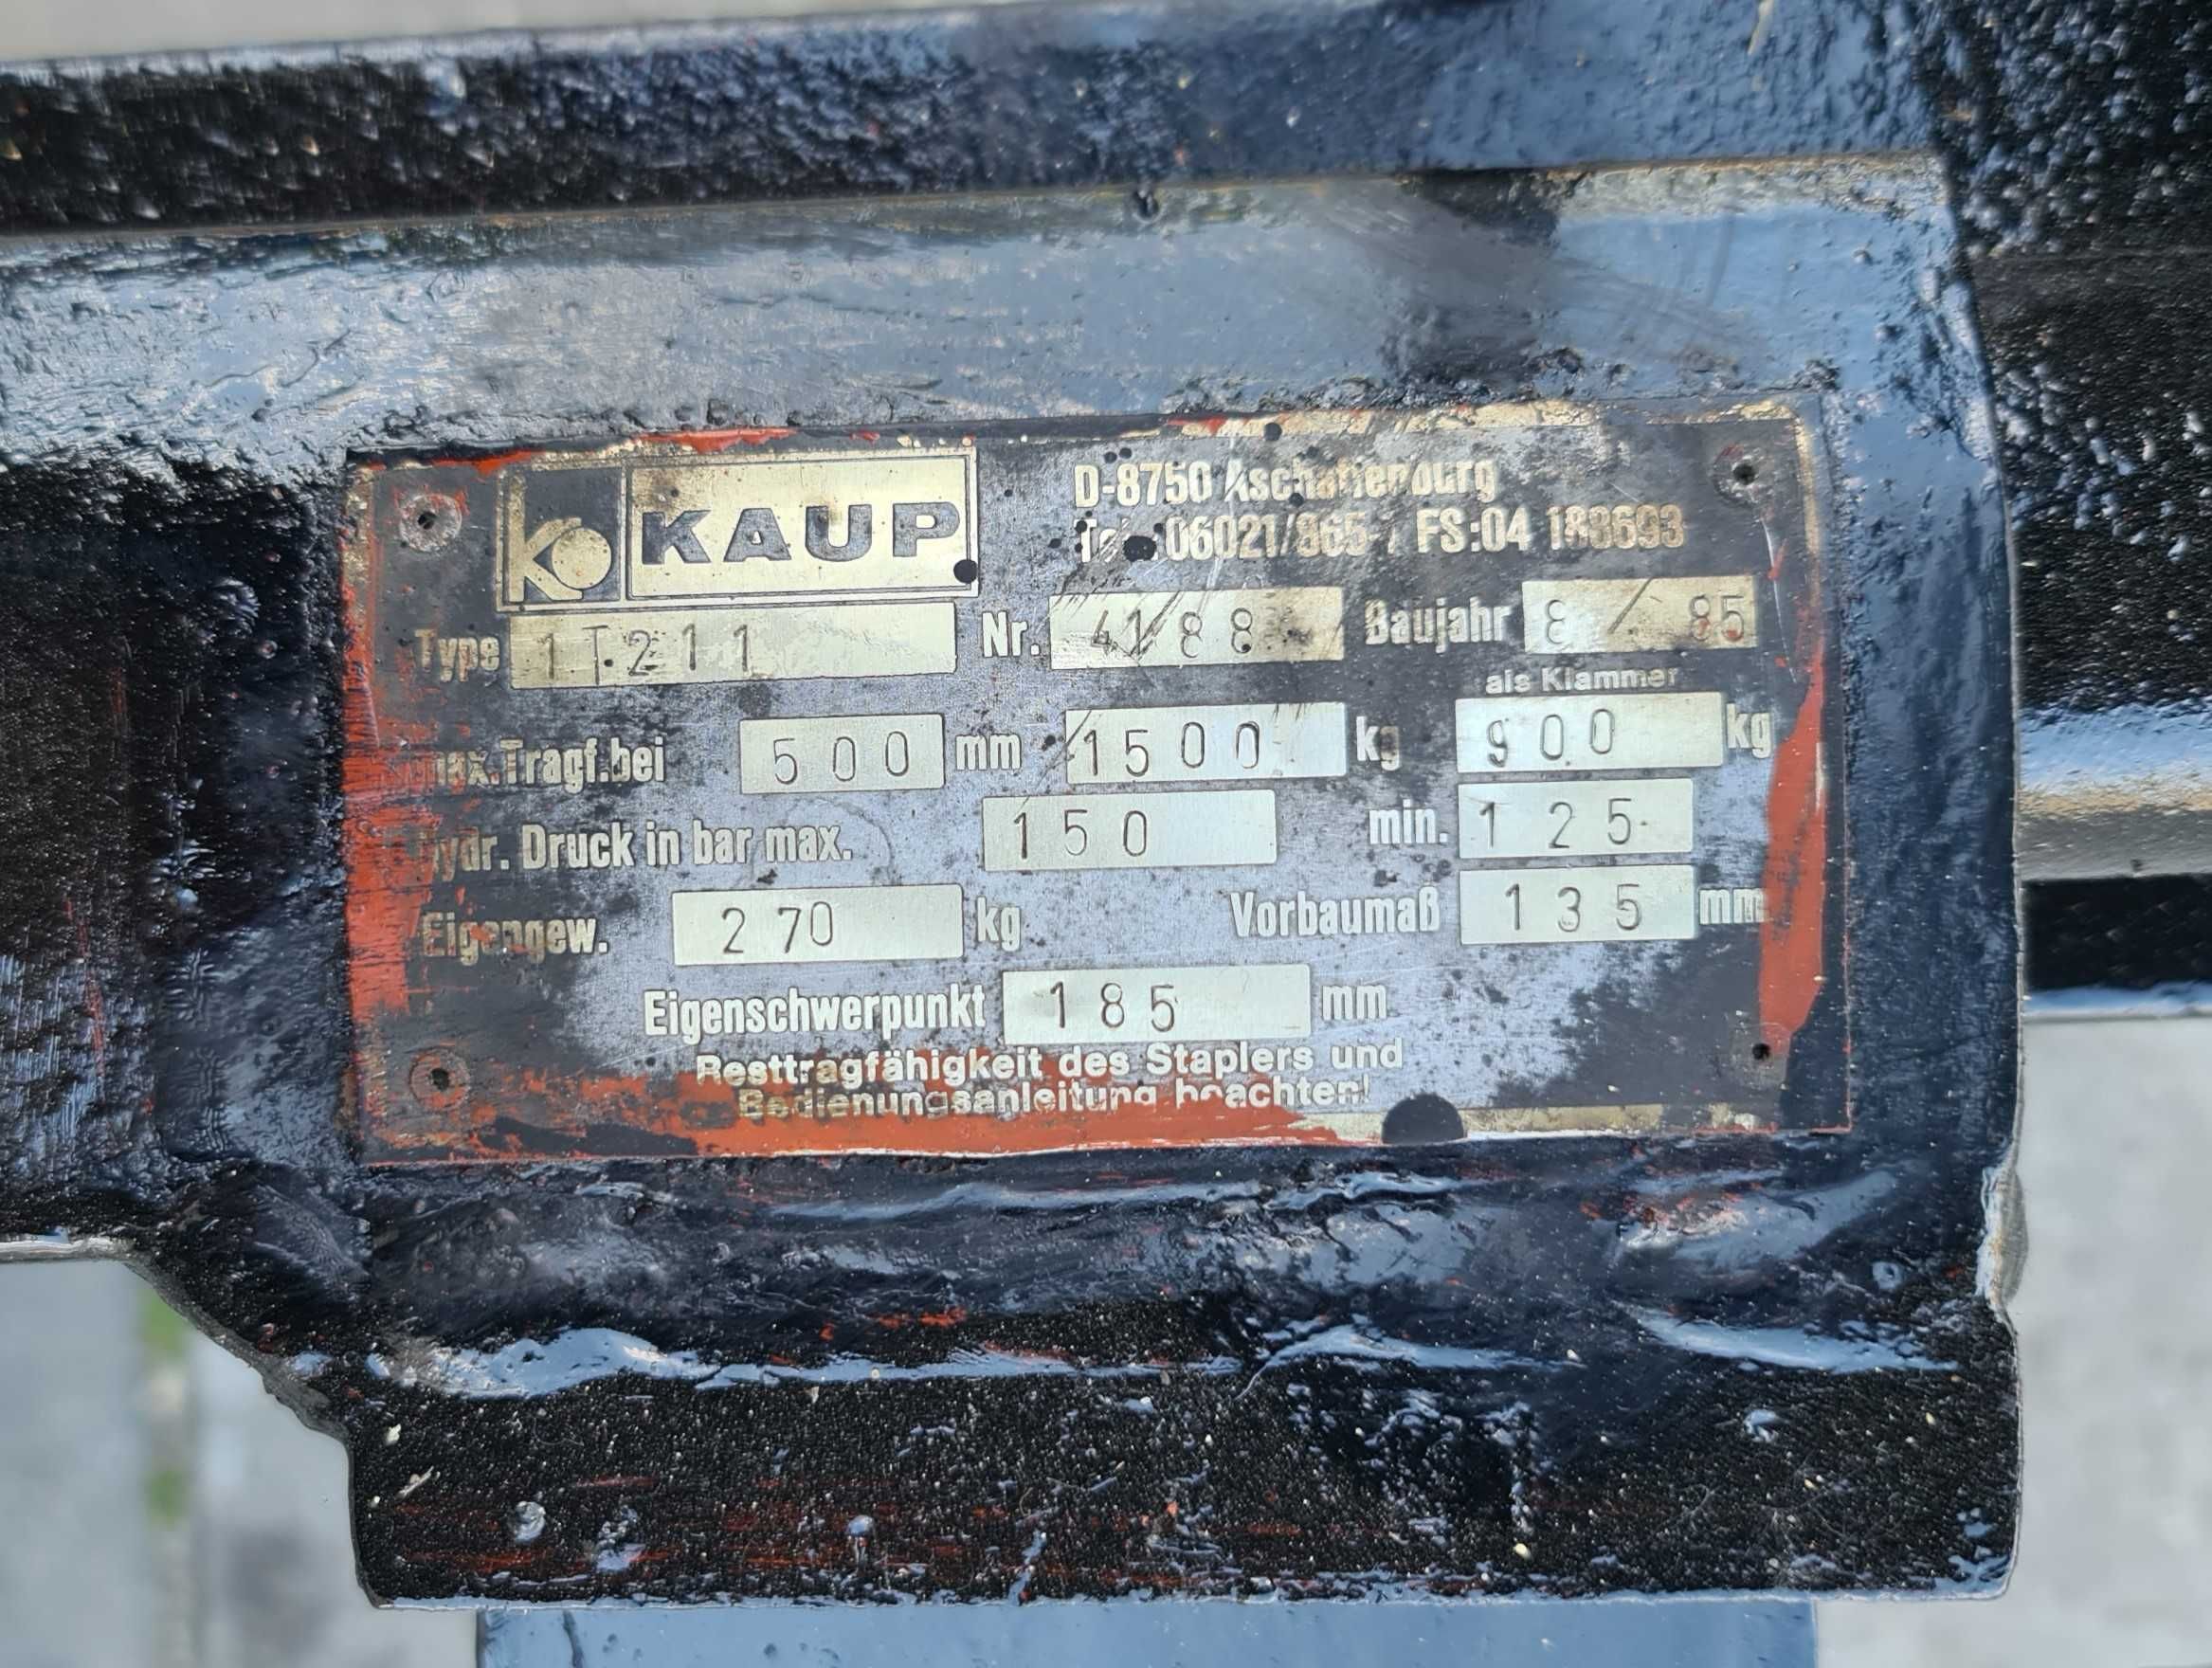 KAUP
D-8750 Aschaffenburg
Tel. 06021/865-7 FS:04 188693
Type 1T211 Nr. 4188 Baujahr 8 / 85
als Klammer
max.Tragf.bei 500 mm 1500 kg 900 kg
hydr. Druck in bar max. 150 min. 125
Eigengew. 270 kg Vorbaumaß 135 mm
Eigenschwerpunkt 185 mm
Resttragfähigkeit des Staplers und
Bedienungsanleitung beachten!